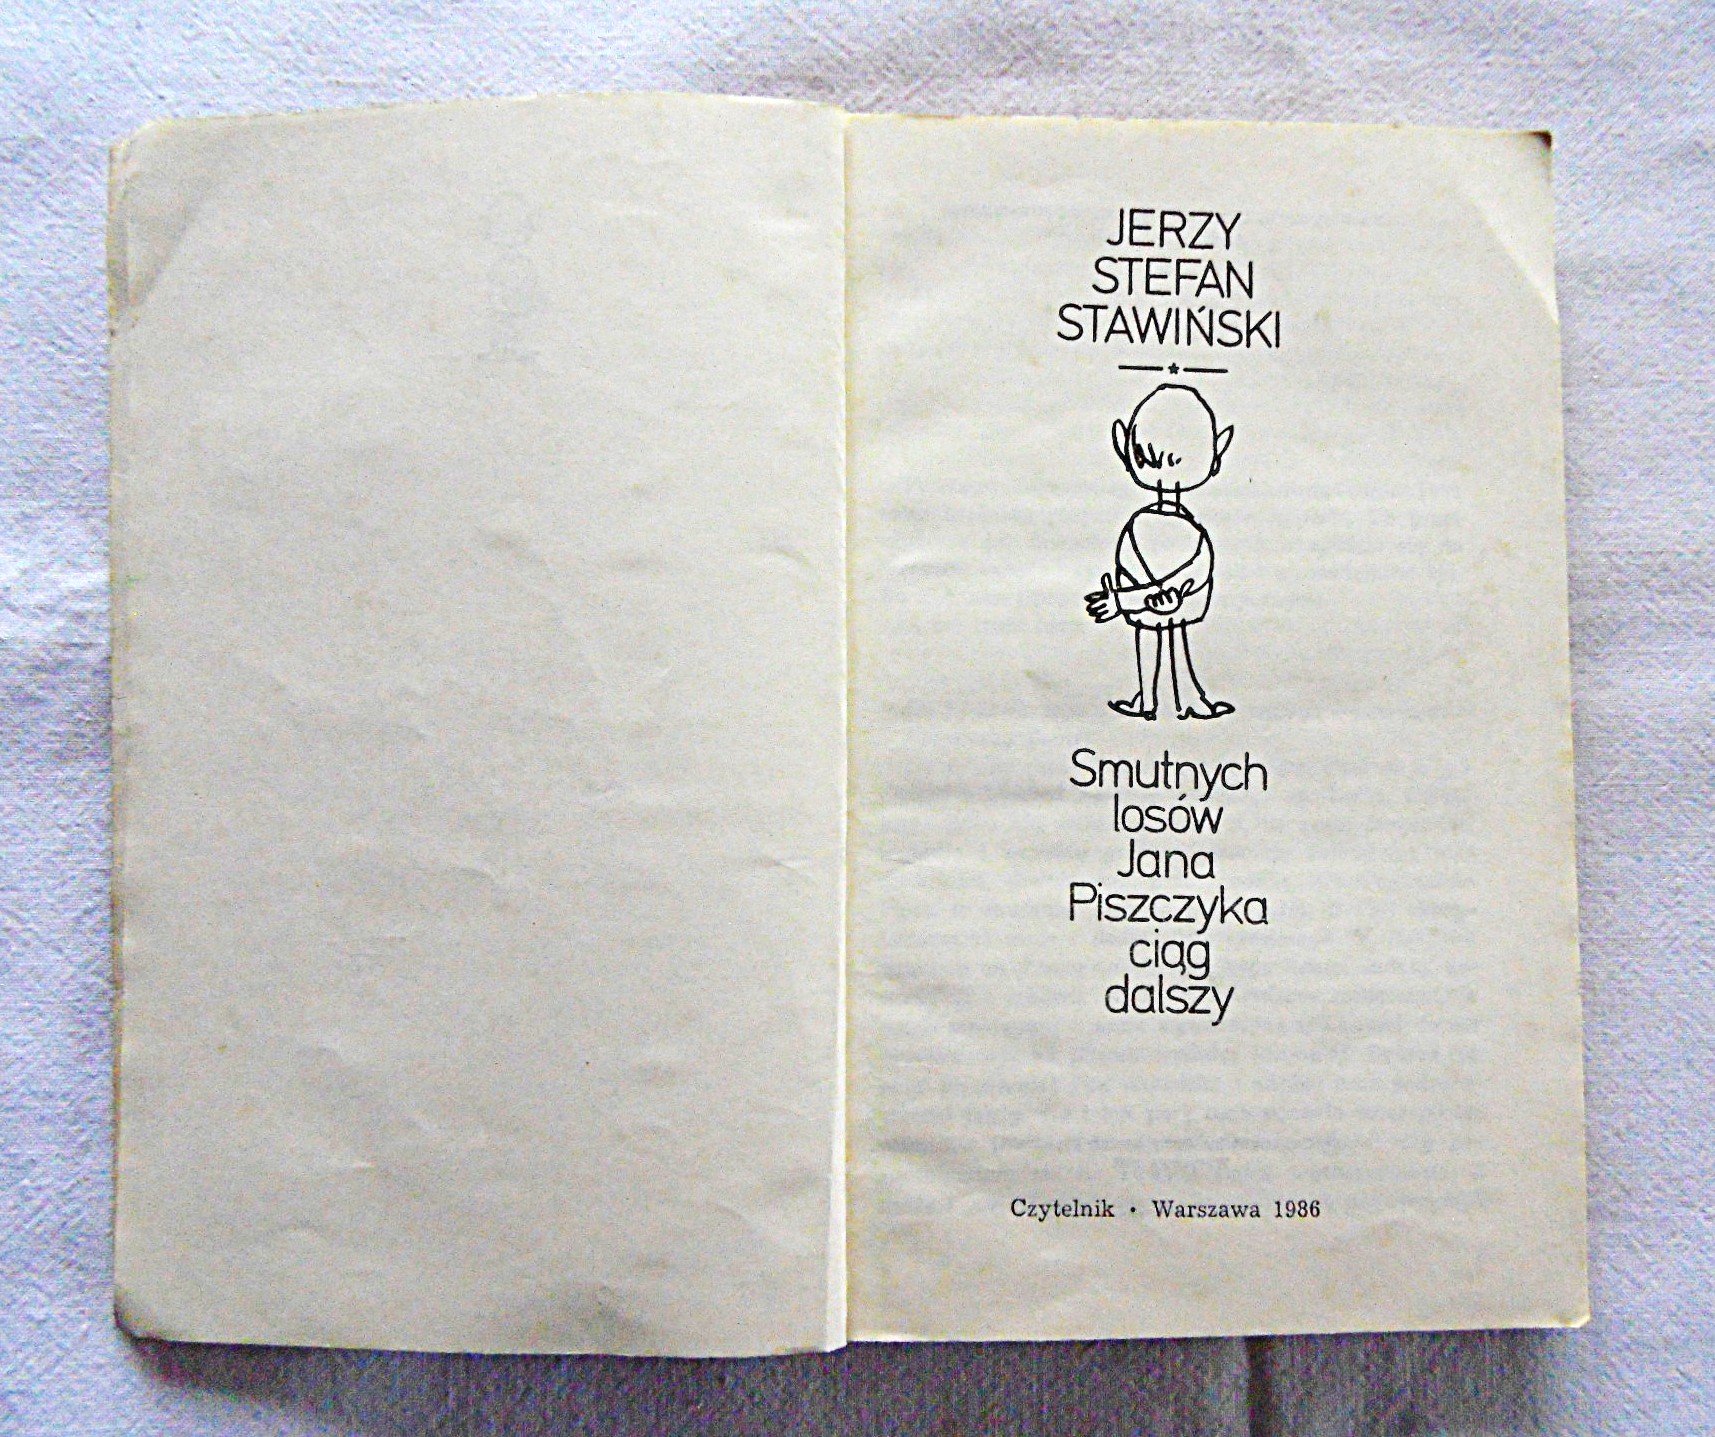 JERZY
STEFAN
STAWIŃSKI
Smutnych
losów
Jana
Piszczyka
ciąg
dalszy
Czytelnik • Warszawa 1986